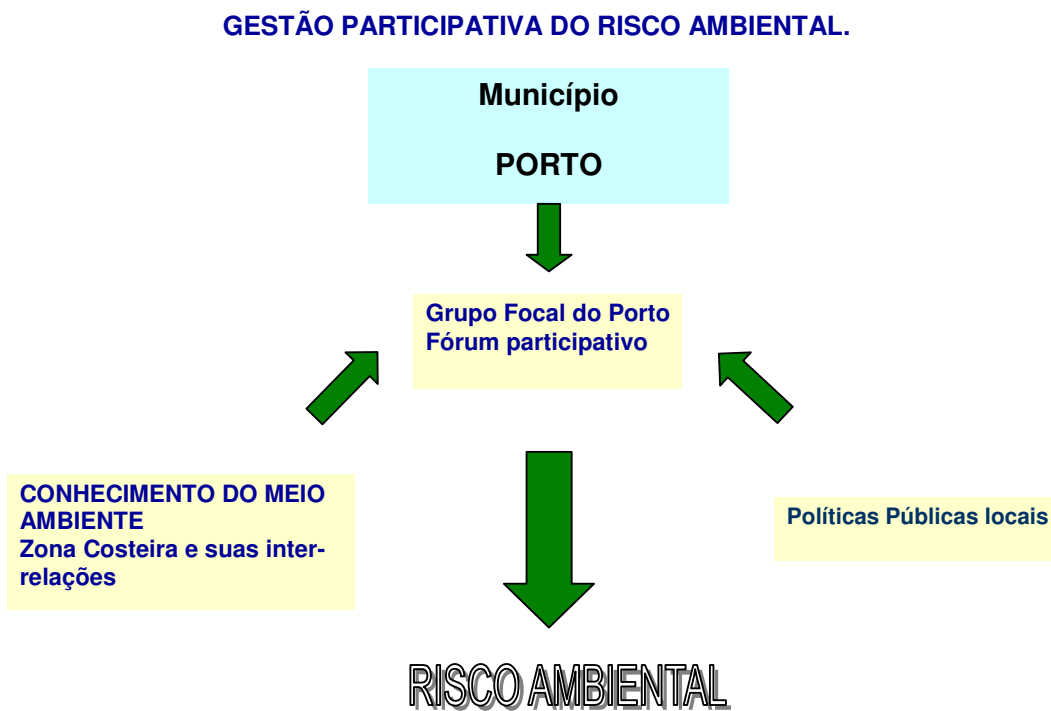 GESTÃO PARTICIPATIVA DO RISCO AMBIENTAL.
Município
PORTO
Grupo Focal do Porto
Fórum participativo
CONHECIMENTO DO MEIO
AMBIENTE
Zona Costeira e suas inter-
relações
Políticas Públicas locais
RISCO AMBIENTAL